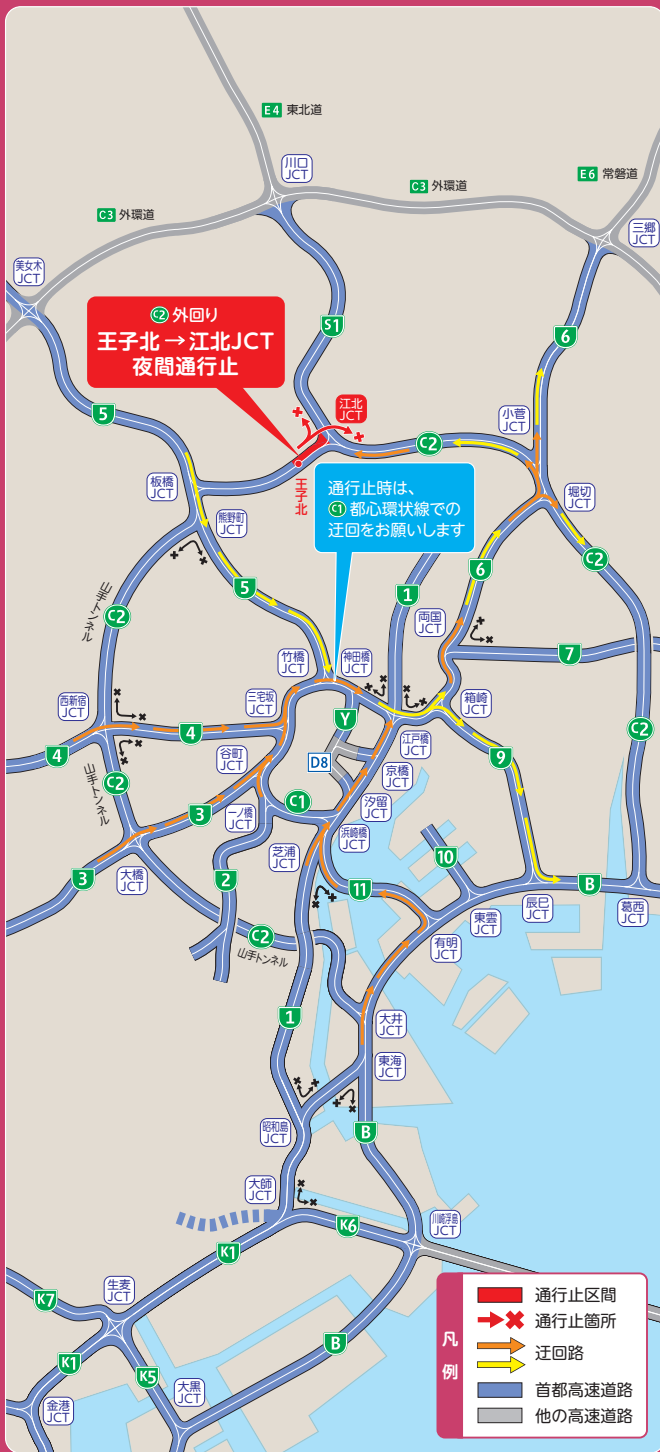 E4 東北道
川口
JCT
C3 外環道
E6 常磐道
C3 外環道
三郷
JCT
美女木
JCT
C2 外回り
王子北 → 江北JCT
夜間通行止
S1
6
5
江北
JCT
小菅
JCT
C2
王子北
板橋
JCT
通行止時は、
C1 都心環状線での
迂回をお願いします
堀切
JCT
熊野町
JCT
C2
6
5
1
山手トンネル
C2
両国
JCT
7
竹橋
JCT
神田橋
JCT
西新宿
JCT
三宅坂
JCT
箱崎
JCT
Y
4
C2
4
江戸橋
JCT
9
谷町
JCT
D8
京橋
JCT
山手トンネル
C2
汐留
JCT
C1
3
一ノ橋
JCT
浜崎橋
JCT
芝浦
JCT
10
3
大橋
JCT
2
11
B
辰巳
JCT
葛西
JCT
東雲
JCT
C2
山手トンネル
有明
JCT
1
大井
JCT
東海
JCT
昭和島
JCT
B
大師
JCT
K6
川崎浮島
JCT
K1
K7
生麦
JCT
B
K1
K5
大黒
JCT
金港
JCT
凡例
通行止区間
通行止箇所
迂回路
首都高速道路
他の高速道路